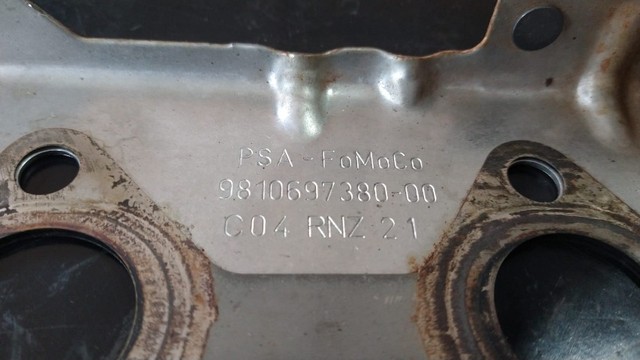 PSA - FoMoCo
9810697380-00
C04 RNZ 21